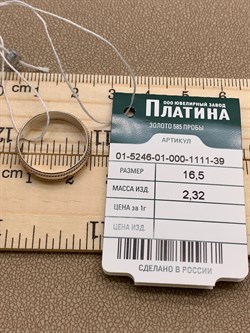 ООО ЮВЕЛИРНЫЙ ЗАВОД
ПЛАТИНА
ЗОЛОТО 585 ПРОБЫ
АРТИКУЛ
01-5246-01-000-1111-39
РАЗМЕР 16,5
МАССА ИЗД. 2,32
ЦЕНА за 1г
ЦЕНА ИЗД.
СДЕЛАНО В РОССИИ